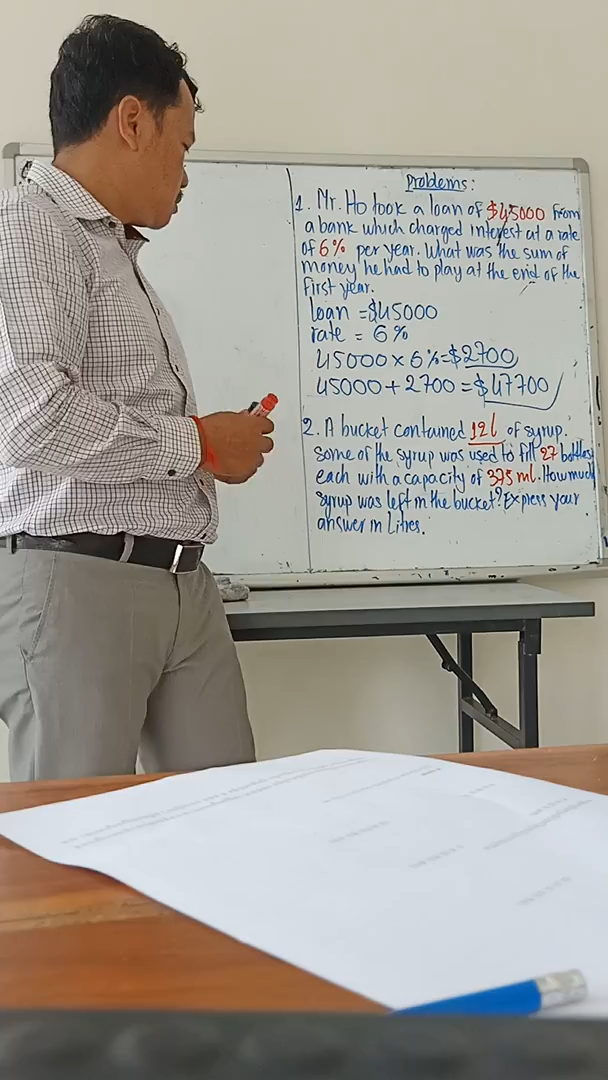 Problems:
1. Mr. Ho took a loan of $45000 from
a bank which charged interest at a rate
of 6% per year. What was the sum of
money he had to play at the end of the
first year.
loan = $45000
rate = 6%
45000 x 6% = $2700
45000 + 2700 = $47700
2. A bucket contained 12l of syrup.
some of the syrup was used to fill 27 bottles
each with a capacity of 375 ml. How much
syrup was left in the bucket? Express your
answer in Litres.